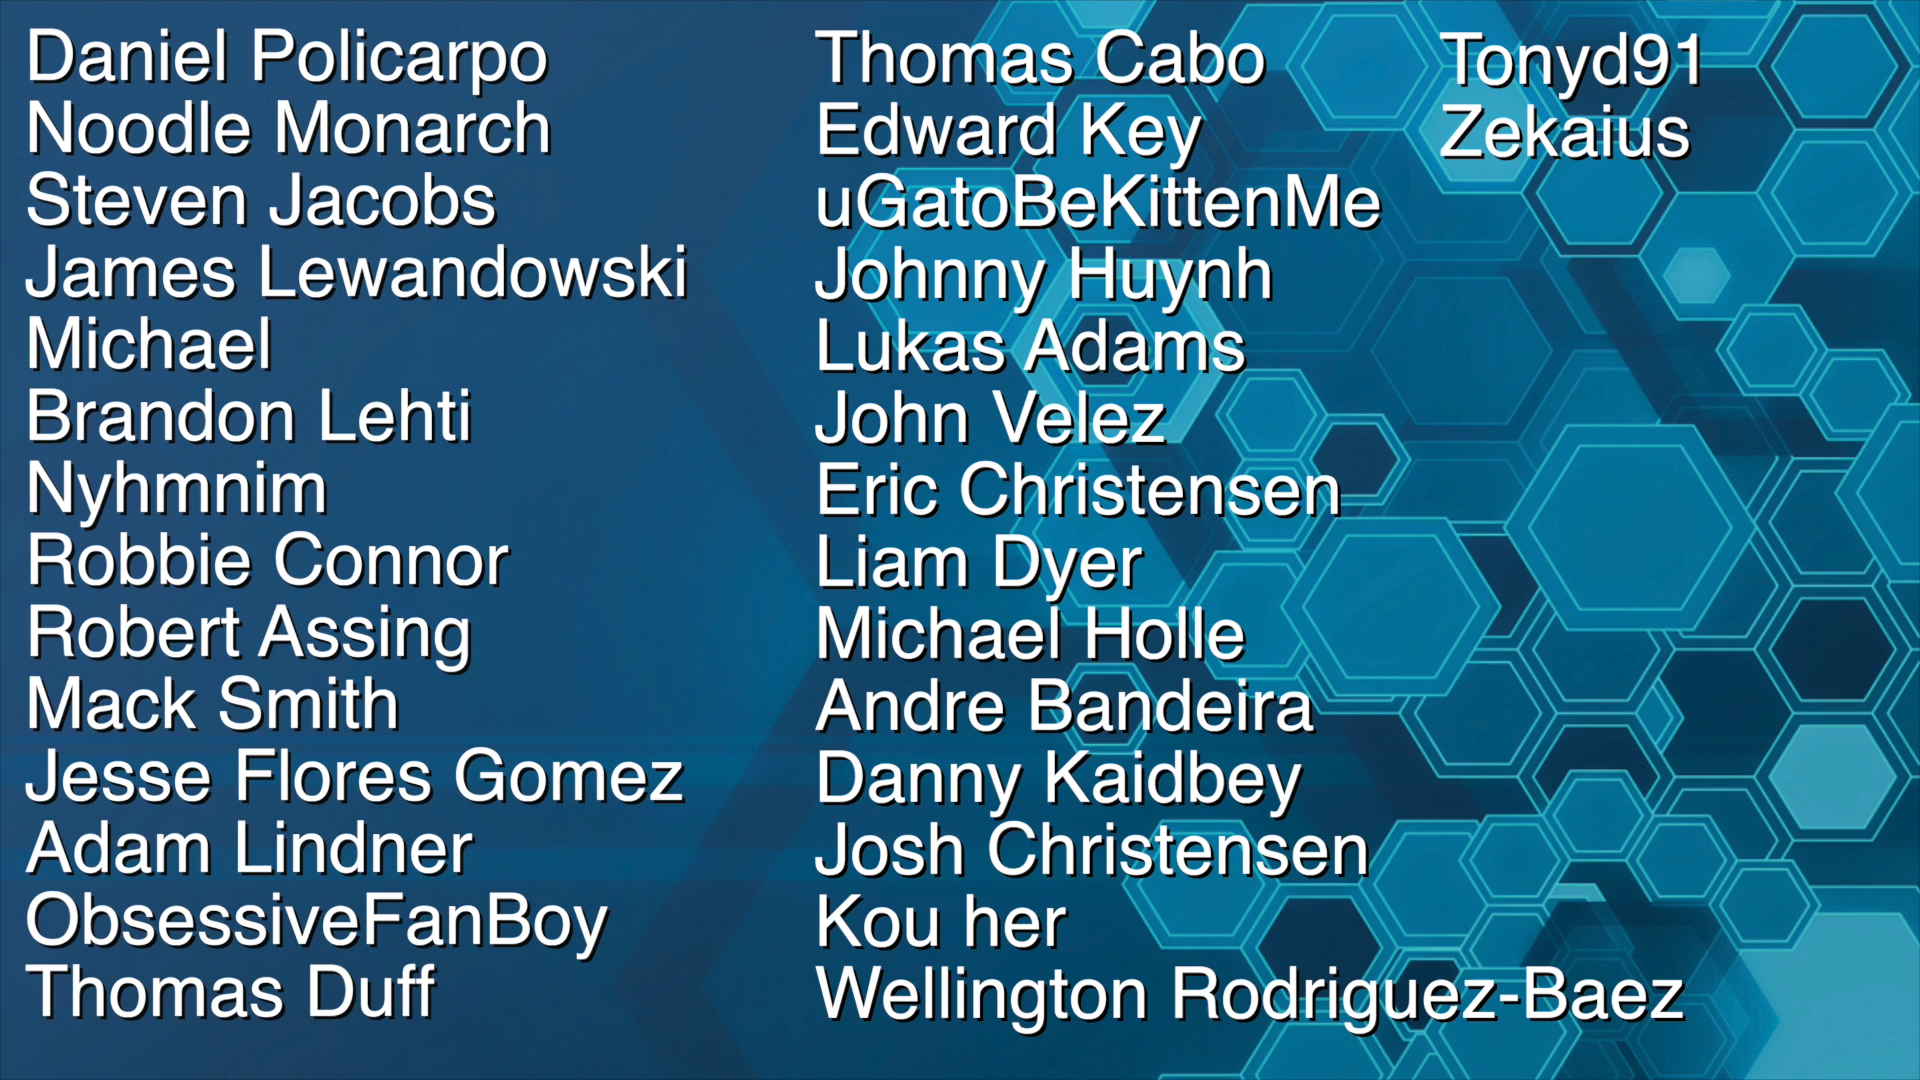 Daniel Policarpo
Noodle Monarch
Steven Jacobs
James Lewandowski
Michael
Brandon Lehti
Nyhmnim
Robbie Connor
Robert Assing
Mack Smith
Jesse Flores Gomez
Adam Lindner
ObsessiveFanBoy
Thomas Duff
Thomas Cabo
Edward Key
uGatoBeKittenMe
Johnny Huynh
Lukas Adams
John Velez
Eric Christensen
Liam Dyer
Michael Holle
Andre Bandeira
Danny Kaidbey
Josh Christensen
Kou her
Wellington Rodriguez-Baez
Tonyd91
Zekaius